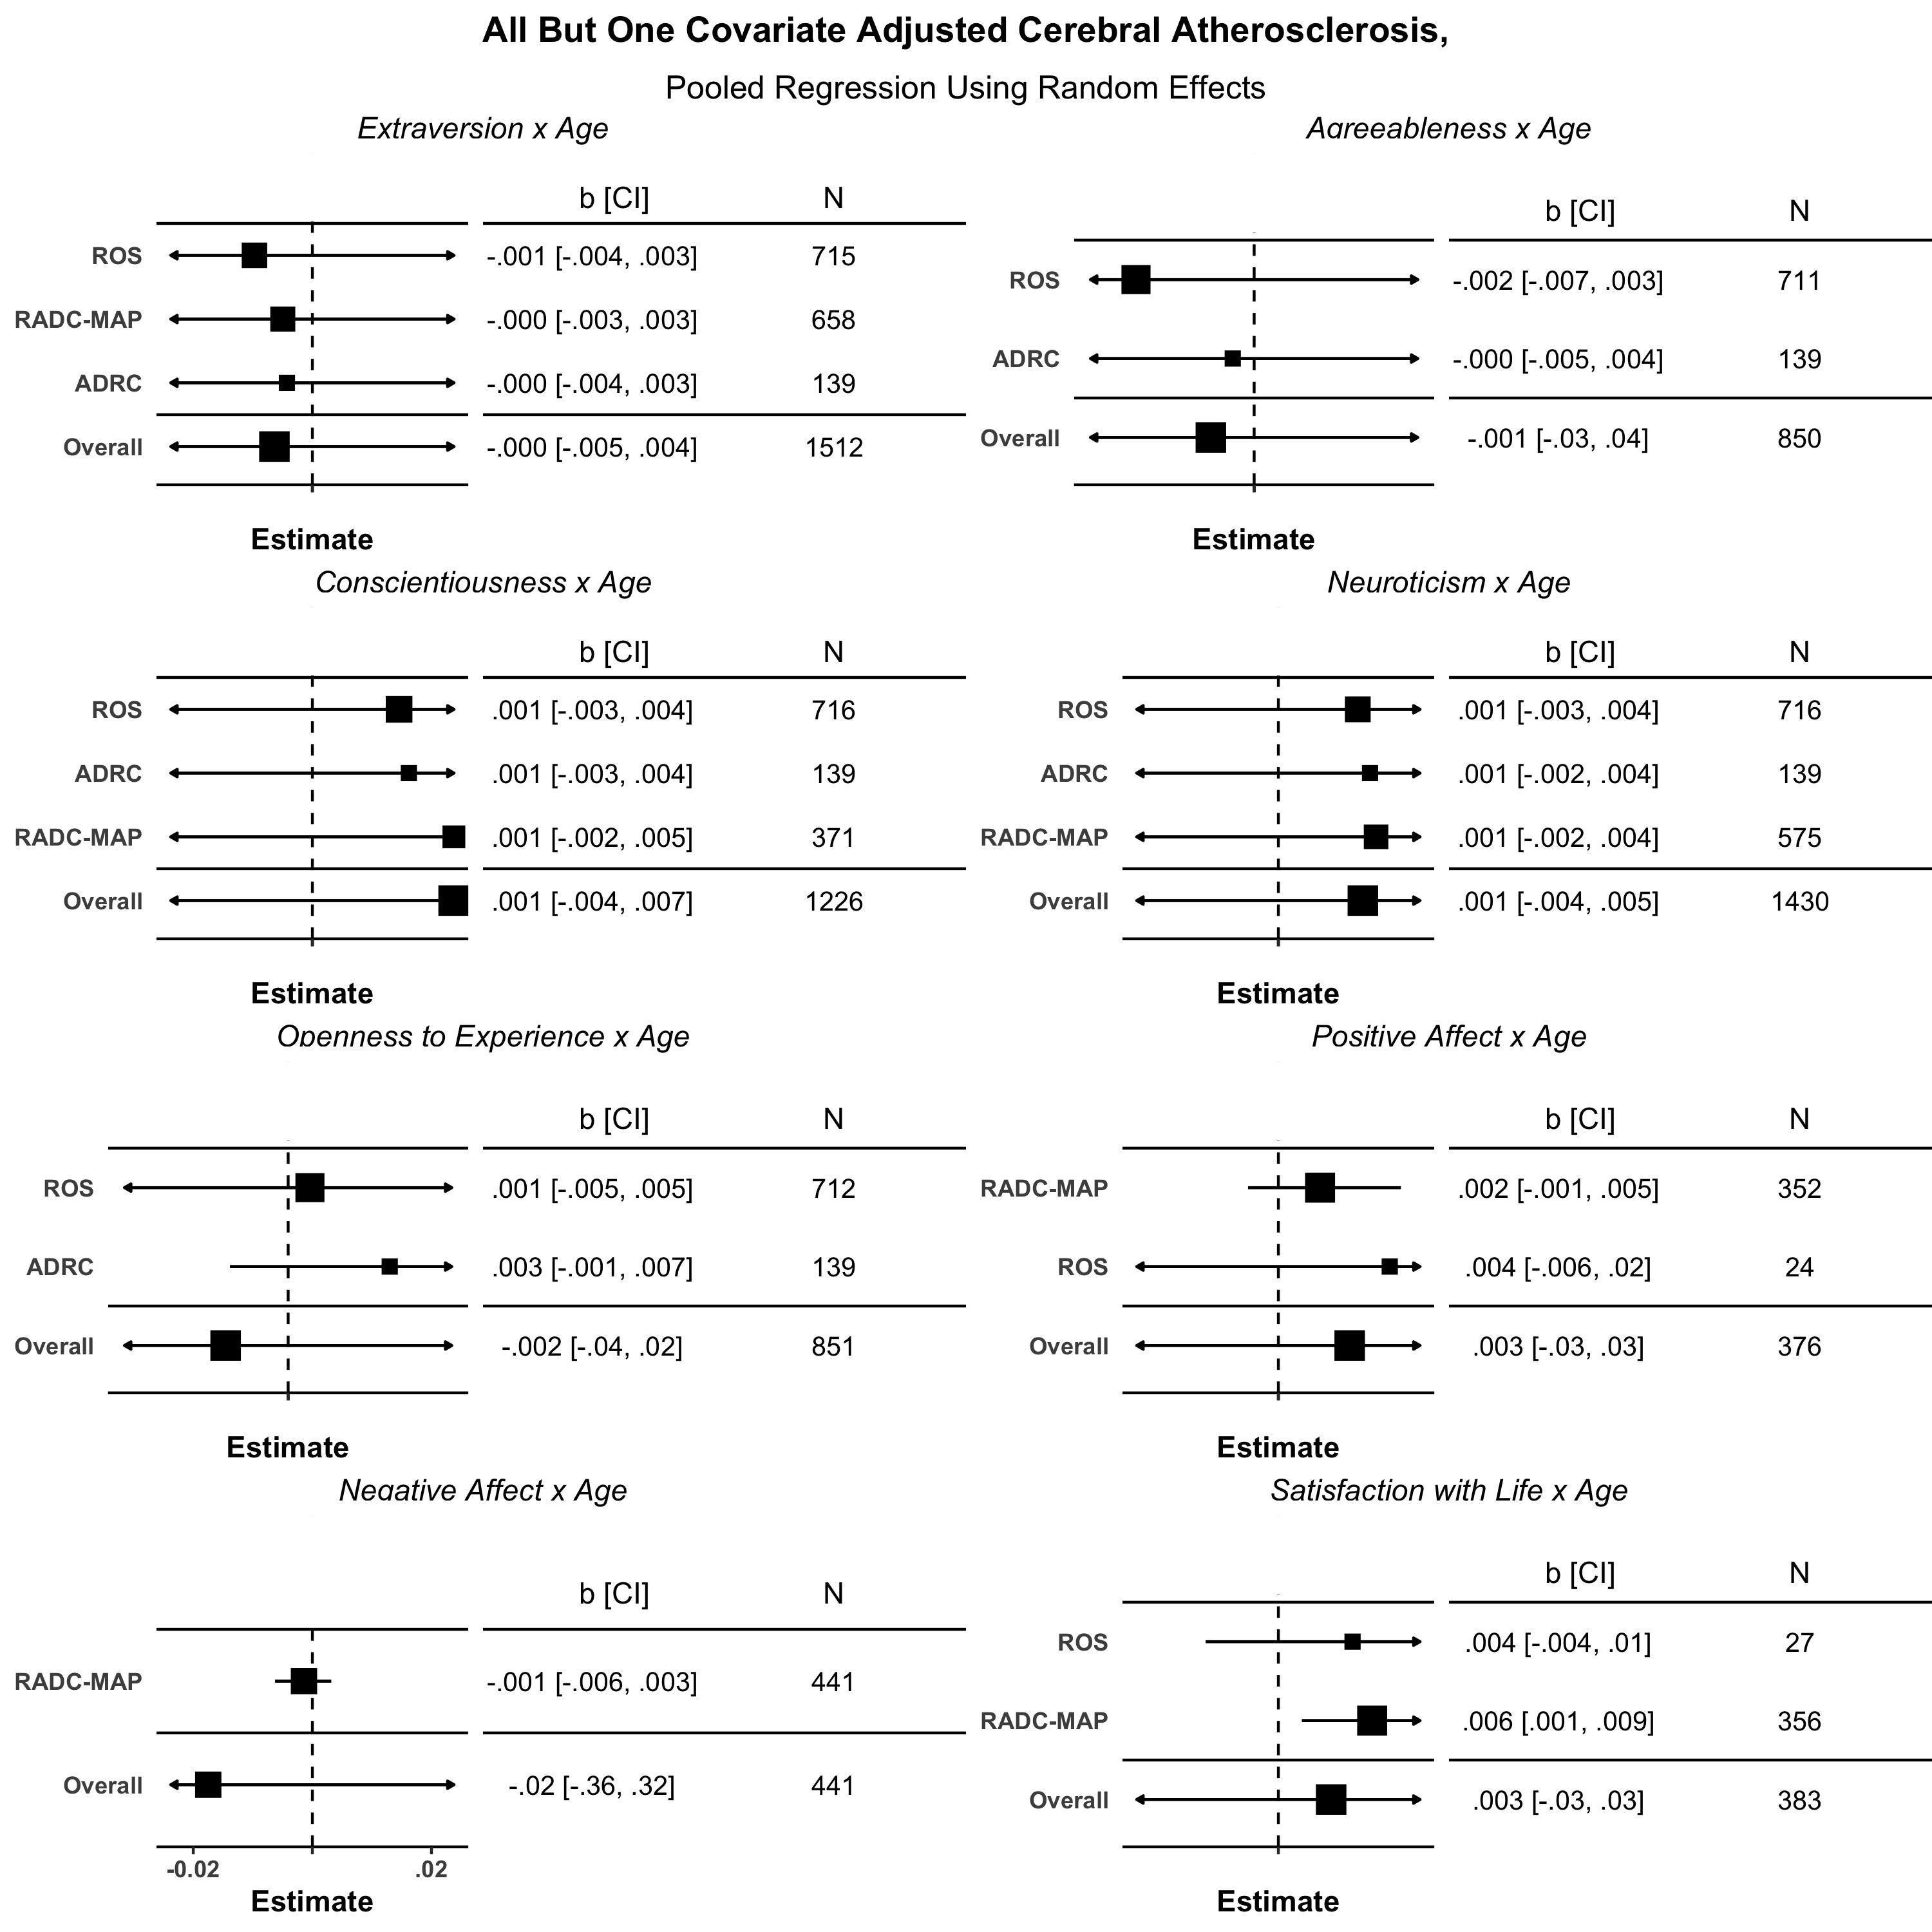 All But One Covariate Adjusted Cerebral Atherosclerosis,
Pooled Regression Using Random Effects
Extraversion x Age
b [CI] N
ROS -.001 [-.004, .003] 715
RADC-MAP -.000 [-.003, .003] 658
ADRC -.000 [-.004, .003] 139
Overall -.000 [-.005, .004] 1512
Estimate
Agreeableness x Age
b [CI] N
ROS -.002 [-.007, .003] 711
ADRC -.000 [-.005, .004] 139
Overall -.001 [-.03, .04] 850
Estimate
Conscientiousness x Age
b [CI] N
ROS .001 [-.003, .004] 716
ADRC .001 [-.003, .004] 139
RADC-MAP .001 [-.002, .005] 371
Overall .001 [-.004, .007] 1226
Estimate
Neuroticism x Age
b [CI] N
ROS .001 [-.003, .004] 716
ADRC .001 [-.002, .004] 139
RADC-MAP .001 [-.002, .004] 575
Overall .001 [-.004, .005] 1430
Estimate
Openness to Experience x Age
b [CI] N
ROS .001 [-.005, .005] 712
ADRC .003 [-.001, .007] 139
Overall -.002 [-.04, .02] 851
Estimate
Positive Affect x Age
b [CI] N
RADC-MAP .002 [-.001, .005] 352
ROS .004 [-.006, .02] 24
Overall .003 [-.03, .03] 376
Estimate
Negative Affect x Age
b [CI] N
RADC-MAP -.001 [-.006, .003] 441
Overall -.02 [-.36, .32] 441
-0.02 .02
Estimate
Satisfaction with Life x Age
b [CI] N
ROS .004 [-.004, .01] 27
RADC-MAP .006 [.001, .009] 356
Overall .003 [-.03, .03] 383
Estimate